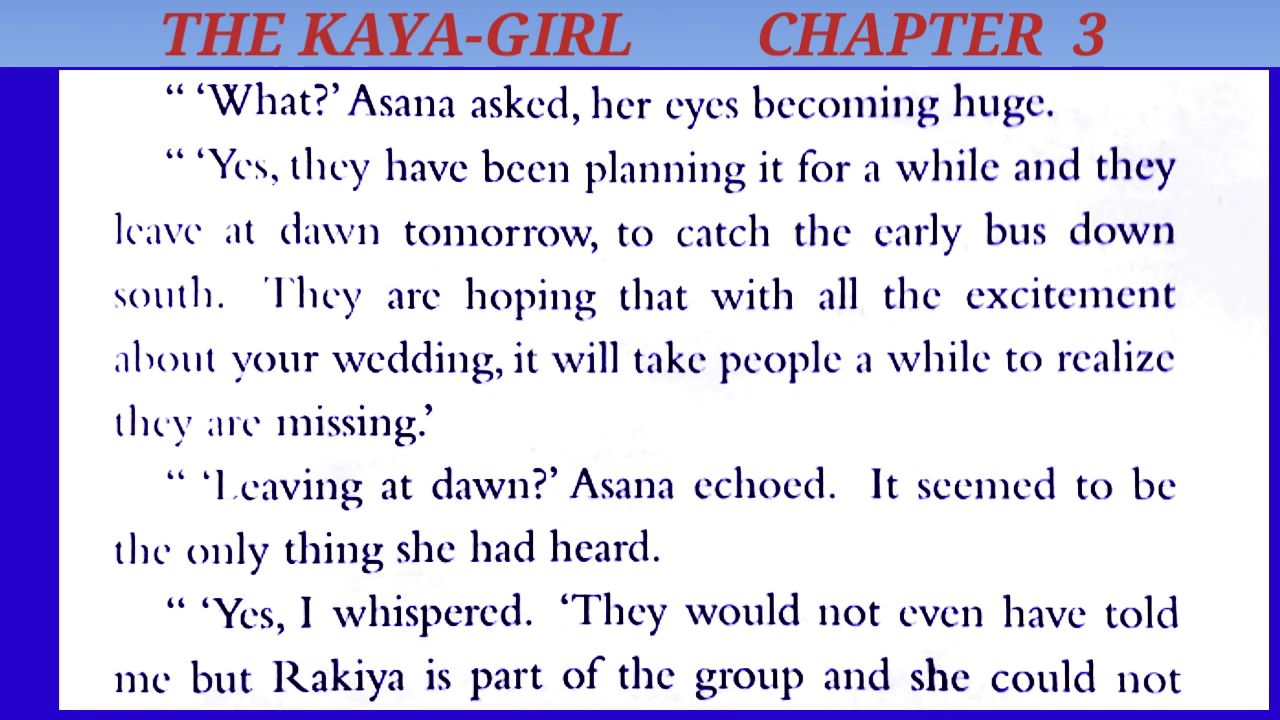 THE KAYA-GIRL CHAPTER 3
“ ‘What?’ Asana asked, her eyes becoming huge.
“ ‘Yes, they have been planning it for a while and they
leave at dawn tomorrow, to catch the early bus down
south. They are hoping that with all the excitement
about your wedding, it will take people a while to realize
they are missing.’
“ ‘Leaving at dawn?’ Asana echoed. It seemed to be
the only thing she had heard.
“ ‘Yes, I whispered. ‘They would not even have told
me but Rakiya is part of the group and she could not